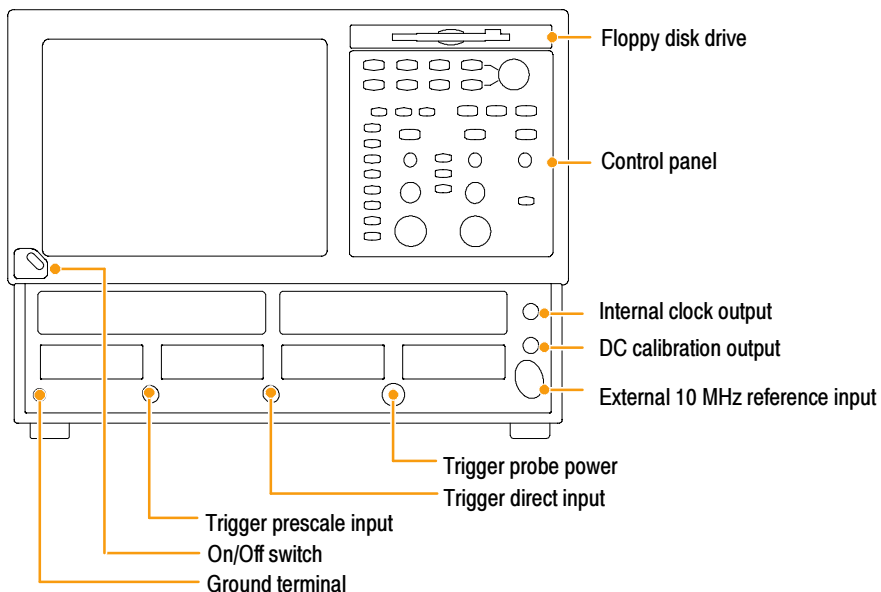 Floppy disk drive
Control panel
Internal clock output
DC calibration output
External 10 MHz reference input
Trigger probe power
Trigger direct input
Trigger prescale input
On/Off switch
Ground terminal